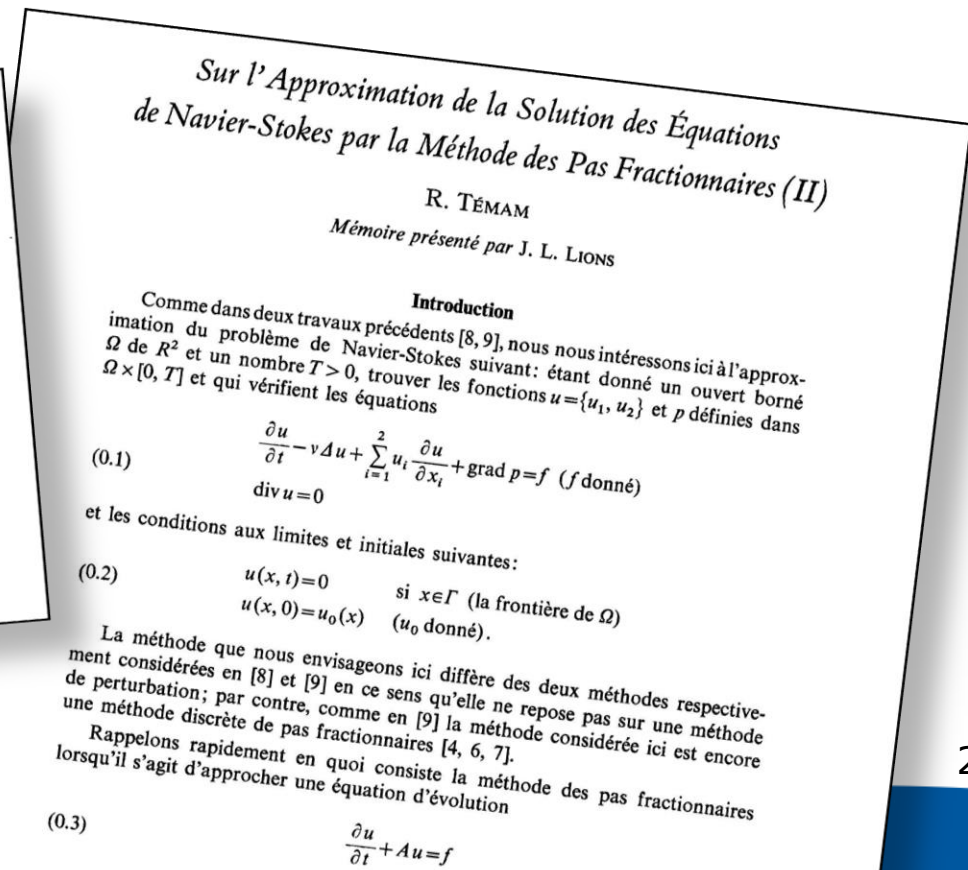 Sur l'Approximation de la Solution des Équations
de Navier-Stokes par la Méthode des Pas Fractionnaires (II)
R. TÉMAM
Mémoire présenté par J. L. LIONS
Introduction
Comme dans deux travaux précédents [8, 9], nous nous intéressons ici à l'approx-
imation du problème de Navier-Stokes suivant: étant donné un ouvert borné
Ω de R² et un nombre T>0, trouver les fonctions u={u₁, u₂} et p définies dans
Ω×[0, T] et qui vérifient les équations
(0.1) ∂u/∂t − νΔu + ∑_{i=1}^{2} u_i ∂u/∂x_i + grad p = f (f donné)
div u=0
et les conditions aux limites et initiales suivantes:
(0.2) u(x, t)=0 si x∈Γ (la frontière de Ω)
u(x, 0)=u₀(x) (u₀ donné).
La méthode que nous envisageons ici diffère des deux méthodes respective-
ment considérées en [8] et [9] en ce sens qu'elle ne repose pas sur une méthode
de perturbation; par contre, comme en [9] la méthode considérée ici est encore
une méthode discrète de pas fractionnaires [4, 6, 7].
Rappelons rapidement en quoi consiste la méthode des pas fractionnaires
lorsqu'il s'agit d'approcher une équation d'évolution
(0.3) ∂u/∂t + Au = f
2